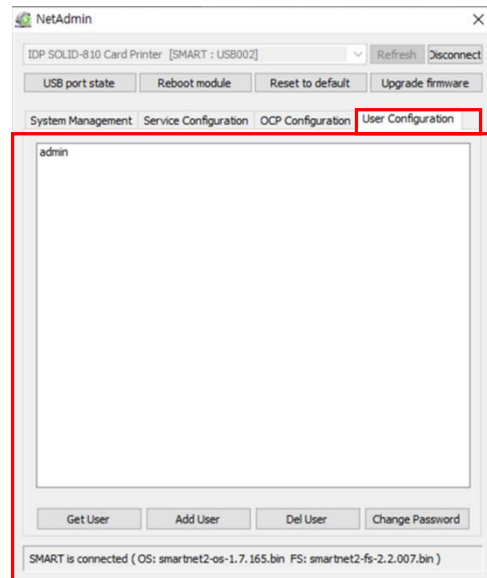 NetAdmin
IDP SOLID-810 Card Printer [SMART : USB002] Refresh Disconnect
USB port state Reboot module Reset to default Upgrade firmware
System Management Service Configuration OCP Configuration User Configuration
admin
Get User Add User Del User Change Password
SMART is connected ( OS: smartnet2-os-1.7.165.bin FS: smartnet2-fs-2.2.007.bin )